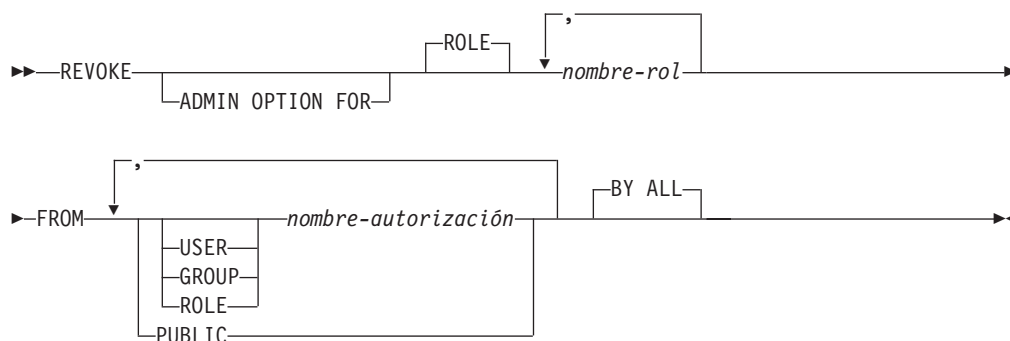 ,
ROLE
REVOKE nombre-rol
ADMIN OPTION FOR
,
BY ALL
FROM nombre-autorización
USER
GROUP
ROLE
PUBLIC